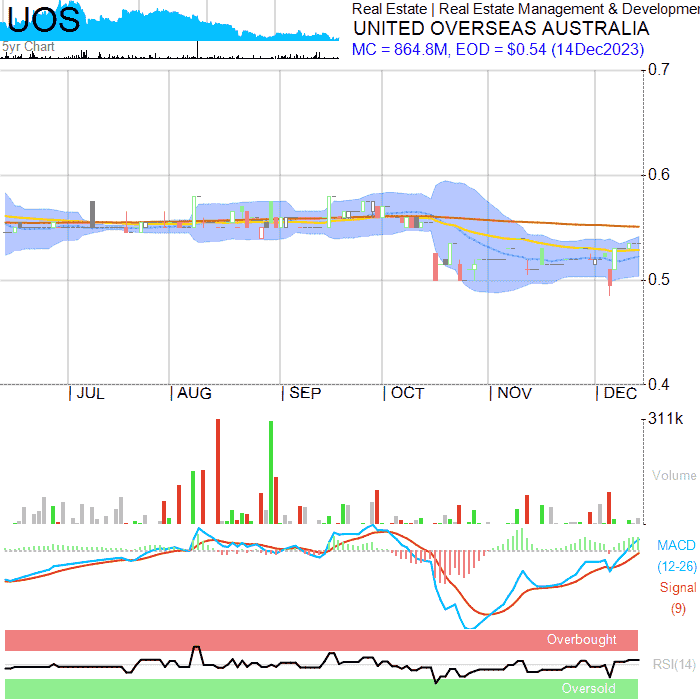 UOS
5yr Chart
Real Estate | Real Estate Management & Developmen
UNITED OVERSEAS AUSTRALIA
MC = 864.8M, EOD = $0.54 (14Dec2023)
0.7
0.6
0.5
0.4
| JUL | AUG | SEP | OCT | NOV | DEC
311k
Volume
MACD
(12-26)
Signal
(9)
Overbought
RSI(14)
Oversold